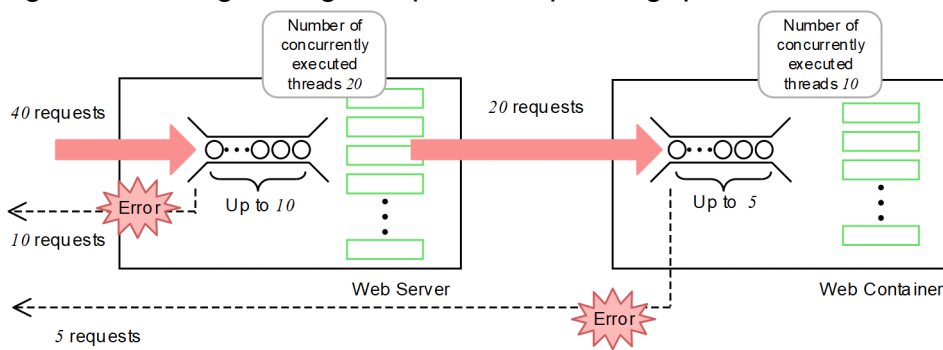 Number of
concurrently
executed
threads 20
Number of
concurrently
executed
threads 10
40 requests
20 requests
Error
Up to 10
Up to 5
10 requests
Web Server
Web Container
Error
5 requests